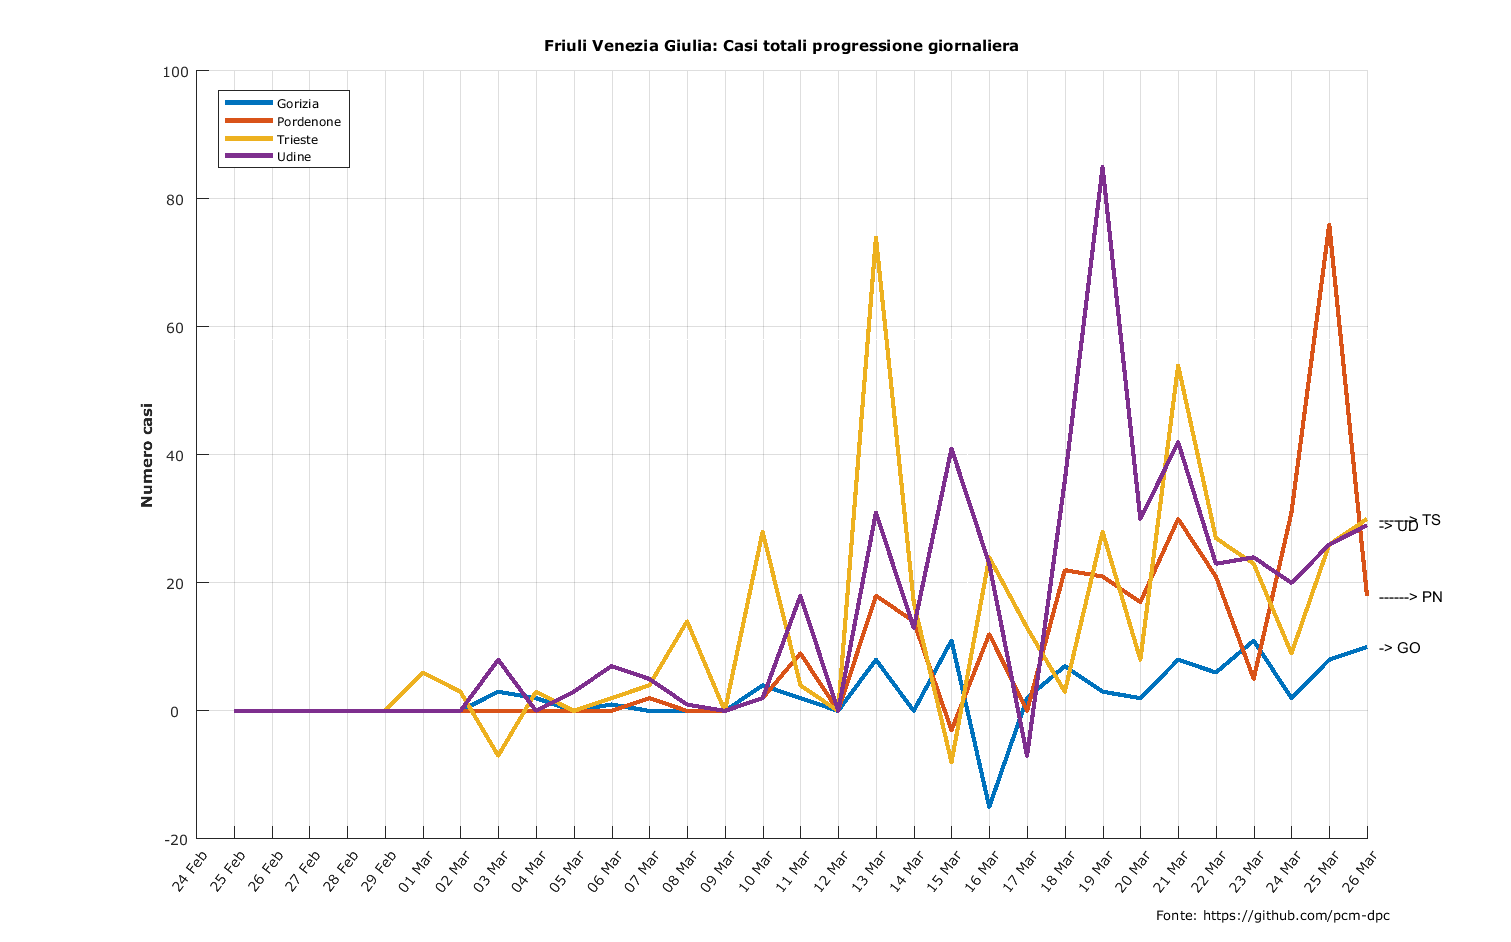 Friuli Venezia Giulia: Casi totali progressione giornaliera
100
80
60
40
20
0
-20
Numero casi
Gorizia
Pordenone
Trieste
Udine
------> TS
-> UD
------> PN
-> GO
24 Feb
25 Feb
26 Feb
27 Feb
28 Feb
29 Feb
01 Mar
02 Mar
03 Mar
04 Mar
05 Mar
06 Mar
07 Mar
08 Mar
09 Mar
10 Mar
11 Mar
12 Mar
13 Mar
14 Mar
15 Mar
16 Mar
17 Mar
18 Mar
19 Mar
20 Mar
21 Mar
22 Mar
23 Mar
24 Mar
25 Mar
26 Mar
Fonte: https://github.com/pcm-dpc